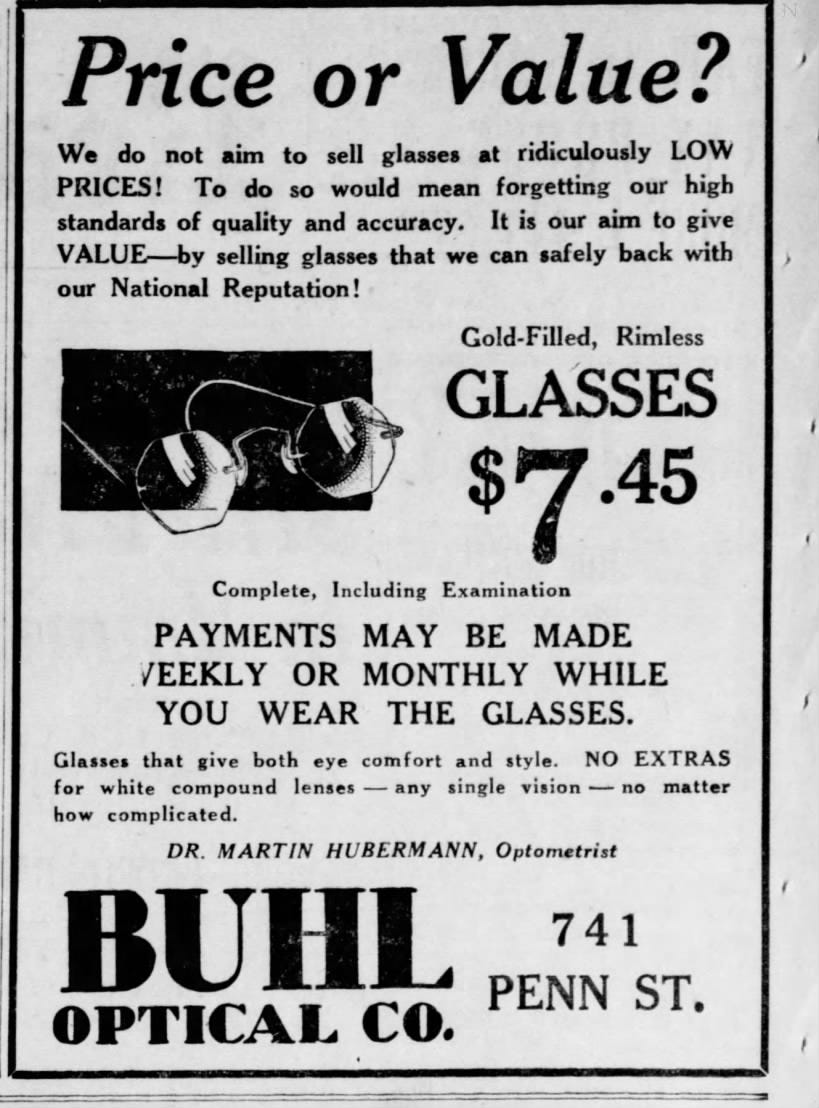 Price or Value?
We do not aim to sell glasses at ridiculously LOW
PRICES! To do so would mean forgetting our high
standards of quality and accuracy. It is our aim to give
VALUE—by selling glasses that we can safely back with
our National Reputation!
Gold-Filled, Rimless
GLASSES
$7.45
Complete, Including Examination
PAYMENTS MAY BE MADE
WEEKLY OR MONTHLY WHILE
YOU WEAR THE GLASSES.
Glasses that give both eye comfort and style. NO EXTRAS
for white compound lenses — any single vision — no matter
how complicated.
DR. MARTIN HUBERMANN, Optometrist
BUHL
OPTICAL CO.
741
PENN ST.